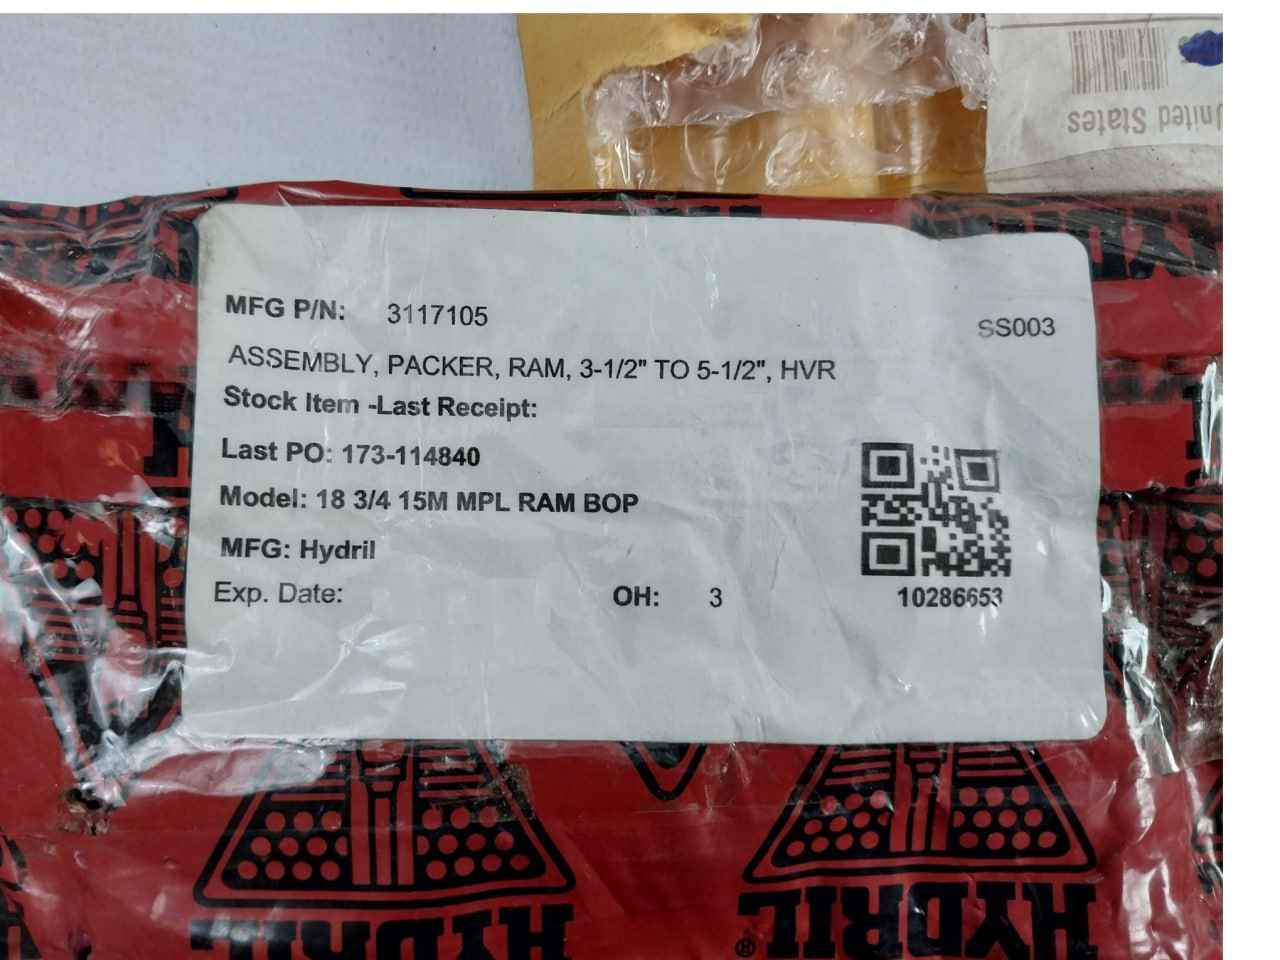 United States
MFG P/N: 3117105
SS003
ASSEMBLY, PACKER, RAM, 3-1/2" TO 5-1/2", HVR
Stock Item -Last Receipt:
Last PO: 173-114840
Model: 18 3/4 15M MPL RAM BOP
MFG: Hydril
Exp. Date:
OH: 3
10286653
HYDRIL
HYDRIL®